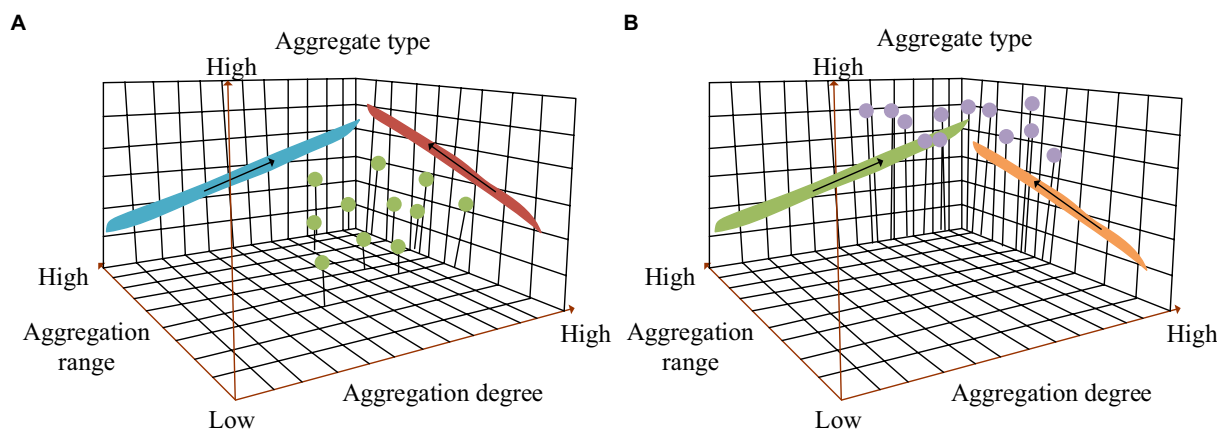 A
Aggregate type
High
High
Aggregation
range
Low
Aggregation degree
High
B
Aggregate type
High
High
Aggregation
range
Low
Aggregation degree
High